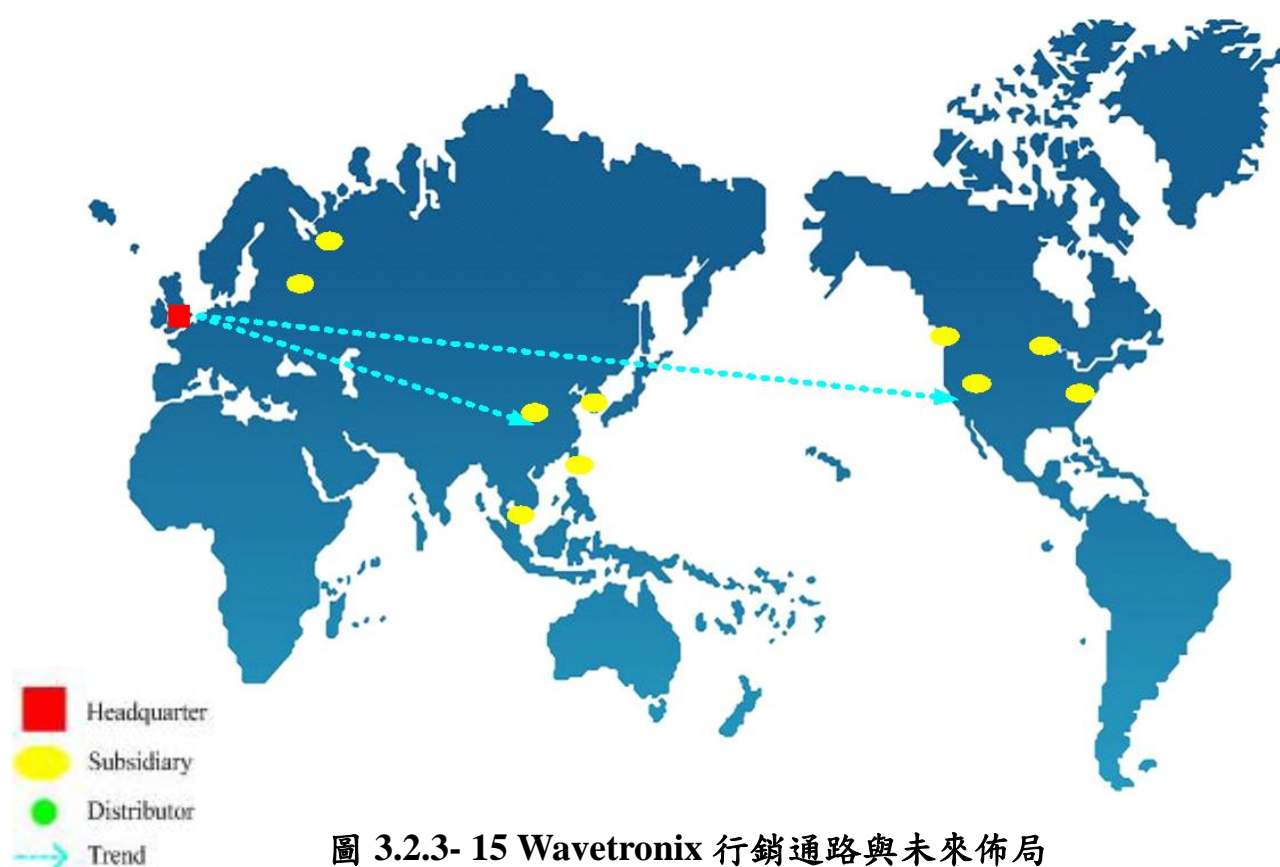 Headquarter
Subsidiary
Distributor
Trend
圖 3.2.3- 15 Wavetronix 行銷通路與未來佈局